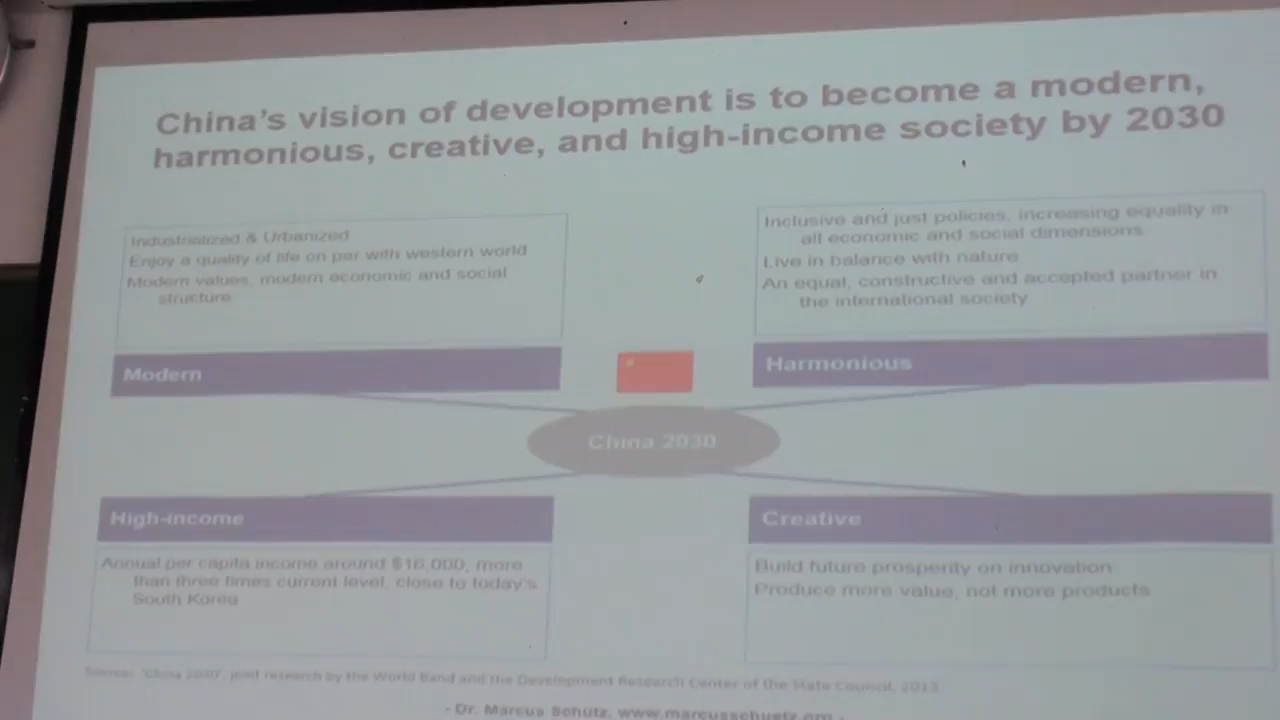 China's vision of development is to become a modern,
harmonious, creative, and high-income society by 2030
Industrialized & Urbanized
Enjoy a quality of life on par with western world
Modern values, modern economic and social
structure
Modern
Inclusive and just policies, increasing equality in
all economic and social dimensions
Live in balance with nature
An equal, constructive and accepted partner in
the international society
Harmonious
China 2030
High-income
Annual per capita income around $16,000, more
than three times current level, close to today's
South Korea
Creative
Build future prosperity on innovation
Produce more value, not more products
Source: "China 2030", joint research by the World Band and the Development Research Center of the State Council,
- Dr. Marcus Schütz, www.marcusschuetz.org -